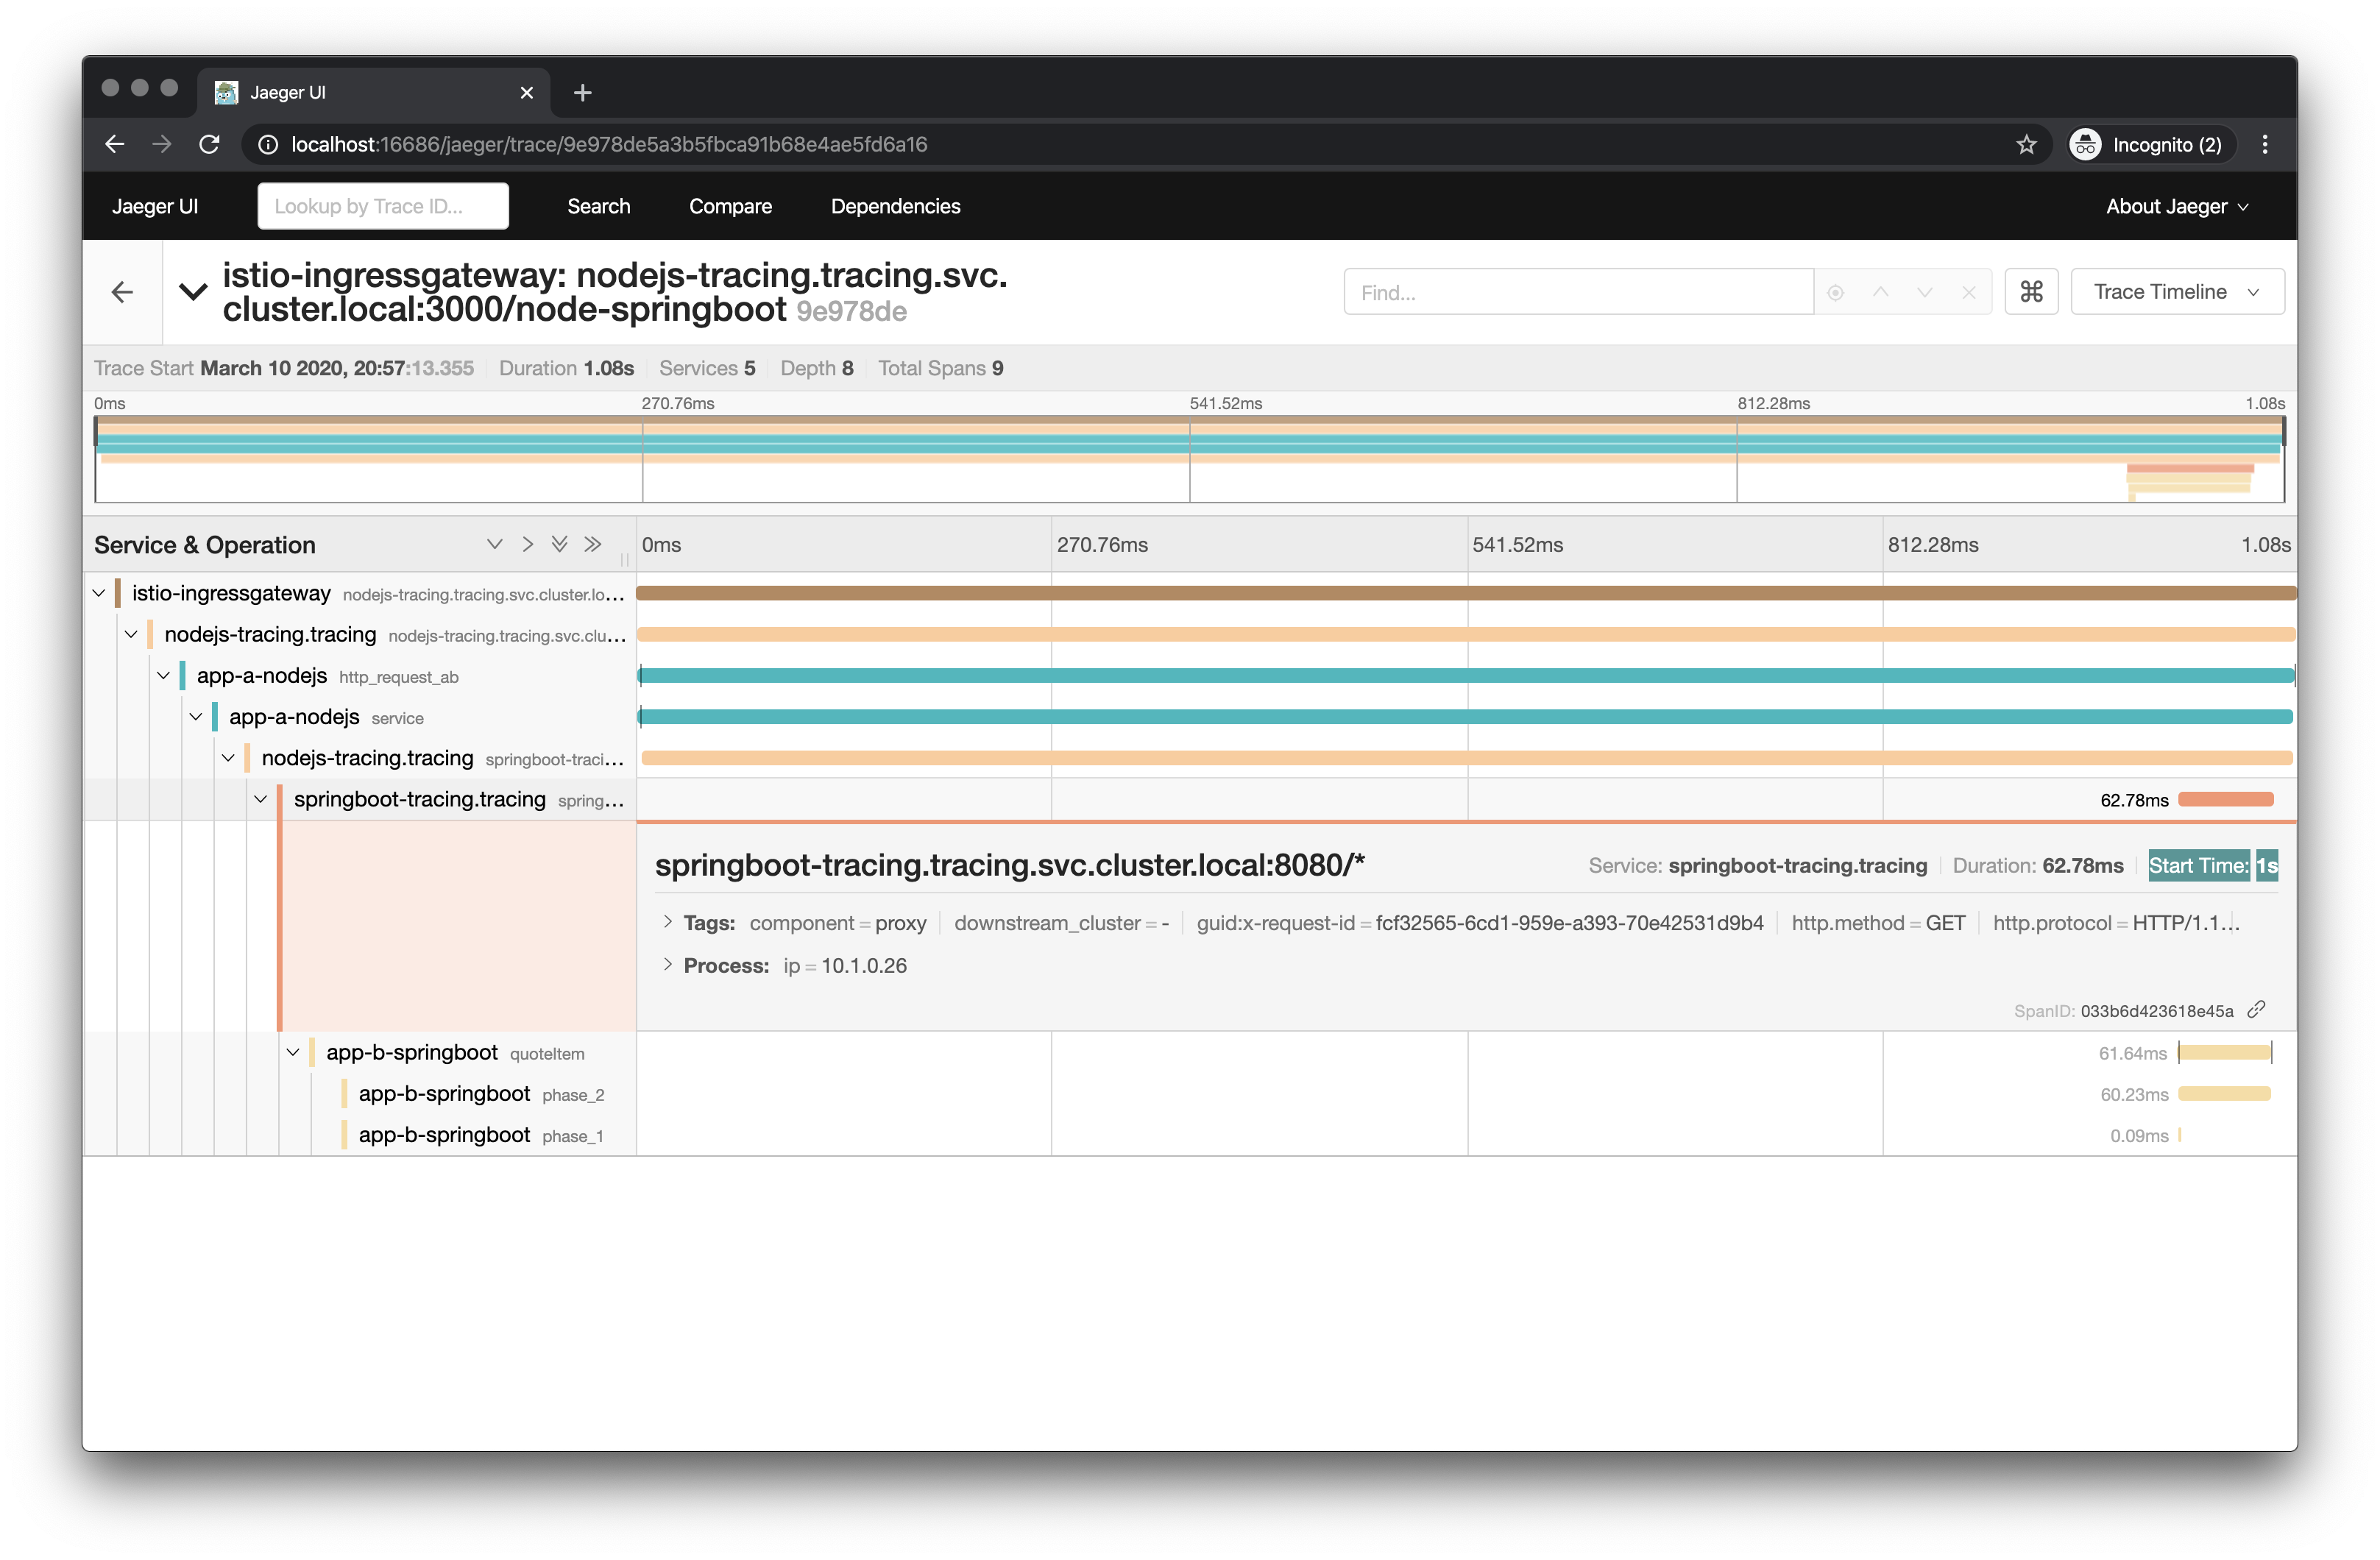 Jaeger UI
localhost:16686/jaeger/trace/9e978de5a3b5fbca91b68e4ae5fd6a16
Incognito (2)
Jaeger UI Lookup by Trace ID... Search Compare Dependencies About Jaeger
istio-ingressgateway: nodejs-tracing.tracing.svc.
cluster.local:3000/node-springboot 9e978de
Find...
Trace Timeline
Trace Start March 10 2020, 20:57:13.355 Duration 1.08s Services 5 Depth 8 Total Spans 9
0ms 270.76ms 541.52ms 812.28ms 1.08s
Service & Operation 0ms 270.76ms 541.52ms 812.28ms 1.08s
istio-ingressgateway nodejs-tracing.tracing.svc.cluster.lo...
nodejs-tracing.tracing nodejs-tracing.tracing.svc.clu...
app-a-nodejs http_request_ab
app-a-nodejs service
nodejs-tracing.tracing springboot-traci...
springboot-tracing.tracing spring... 62.78ms
springboot-tracing.tracing.svc.cluster.local:8080/* Service: springboot-tracing.tracing Duration: 62.78ms Start Time: 1s
Tags: component = proxy downstream_cluster = - guid:x-request-id = fcf32565-6cd1-959e-a393-70e42531d9b4 http.method = GET http.protocol = HTTP/1.1...
Process: ip = 10.1.0.26
SpanID: 033b6d423618e45a
app-b-springboot quoteItem 61.64ms
app-b-springboot phase_2 60.23ms
app-b-springboot phase_1 0.09ms